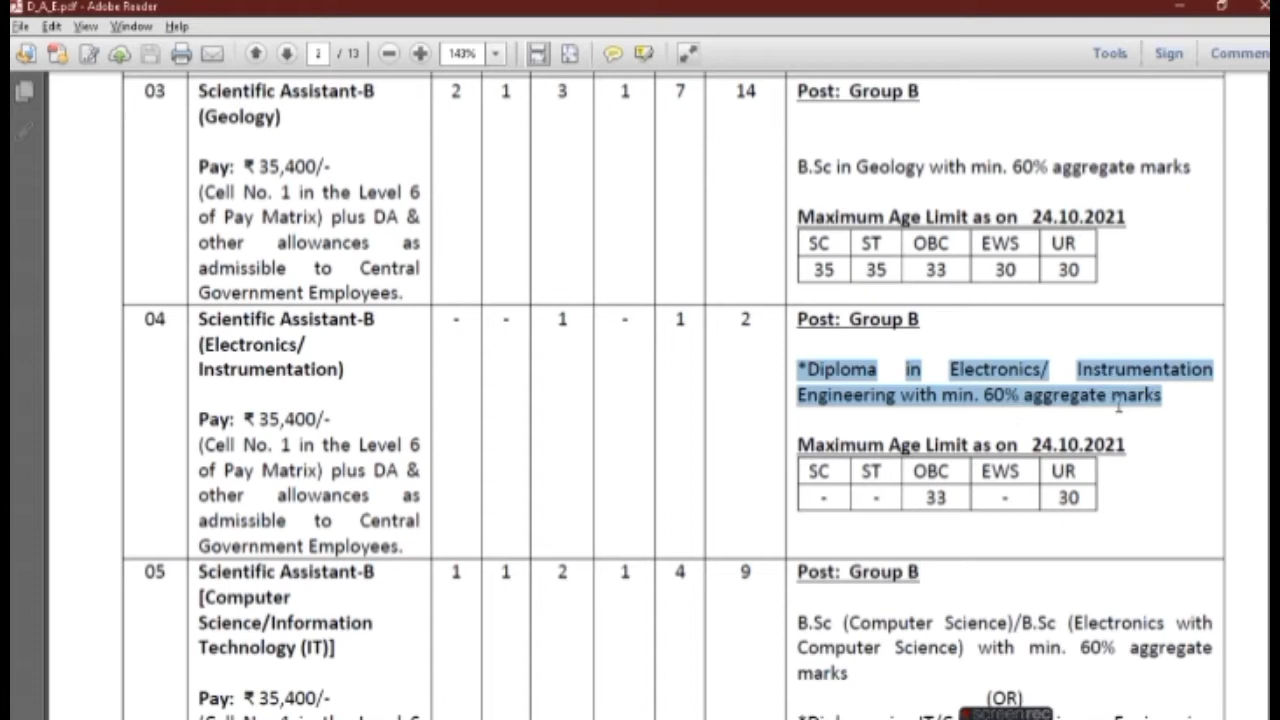 D_A_E.pdf - Adobe Reader
File Edit View Window Help
/ 13 143% Tools Sign Commen
03 Scientific Assistant-B 2 1 3 1 7 14 Post: Group B
(Geology)
Pay: ₹ 35,400/- B.Sc in Geology with min. 60% aggregate marks
(Cell No. 1 in the Level 6
of Pay Matrix) plus DA & Maximum Age Limit as on 24.10.2021
other allowances as SC ST OBC EWS UR
admissible to Central 35 35 33 30 30
Government Employees.
04 Scientific Assistant-B - - 1 - 1 2 Post: Group B
(Electronics/
Instrumentation) *Diploma in Electronics/ Instrumentation
Pay: ₹ 35,400/- Engineering with min. 60% aggregate marks
(Cell No. 1 in the Level 6 Maximum Age Limit as on 24.10.2021
of Pay Matrix) plus DA & SC ST OBC EWS UR
other allowances as - - 33 - 30
admissible to Central
Government Employees.
05 Scientific Assistant-B 1 1 2 1 4 9 Post: Group B
[Computer
Science/Information B.Sc (Computer Science)/B.Sc (Electronics with
Technology (IT)] Computer Science) with min. 60% aggregate
marks
Pay: ₹ 35,400/- (OR)
screenrec